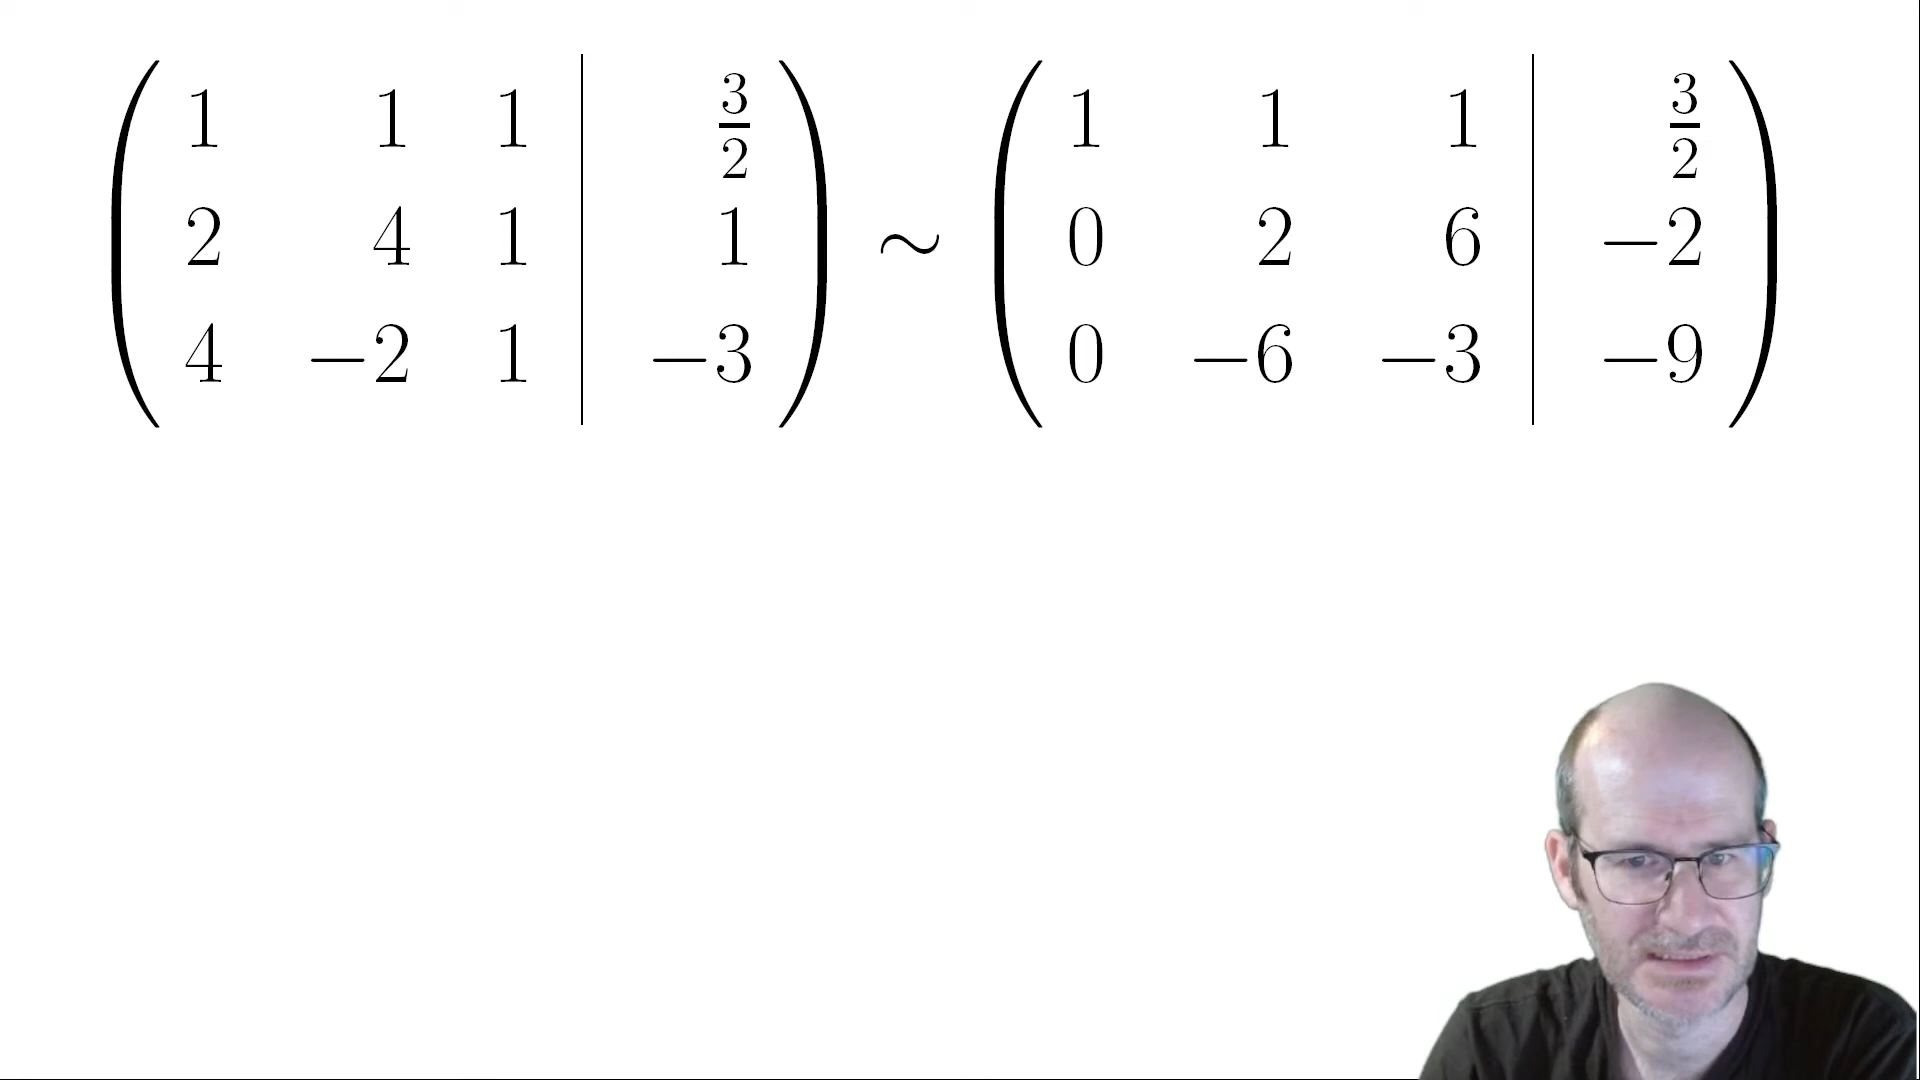 ( 1 1 1 | 3/2 ) ∼ ( 1 1 1 | 3/2 )
( 2 4 1 | 1 ) ( 0 2 6 | −2 )
( 4 −2 1 | −3 ) ( 0 −6 −3 | −9 )